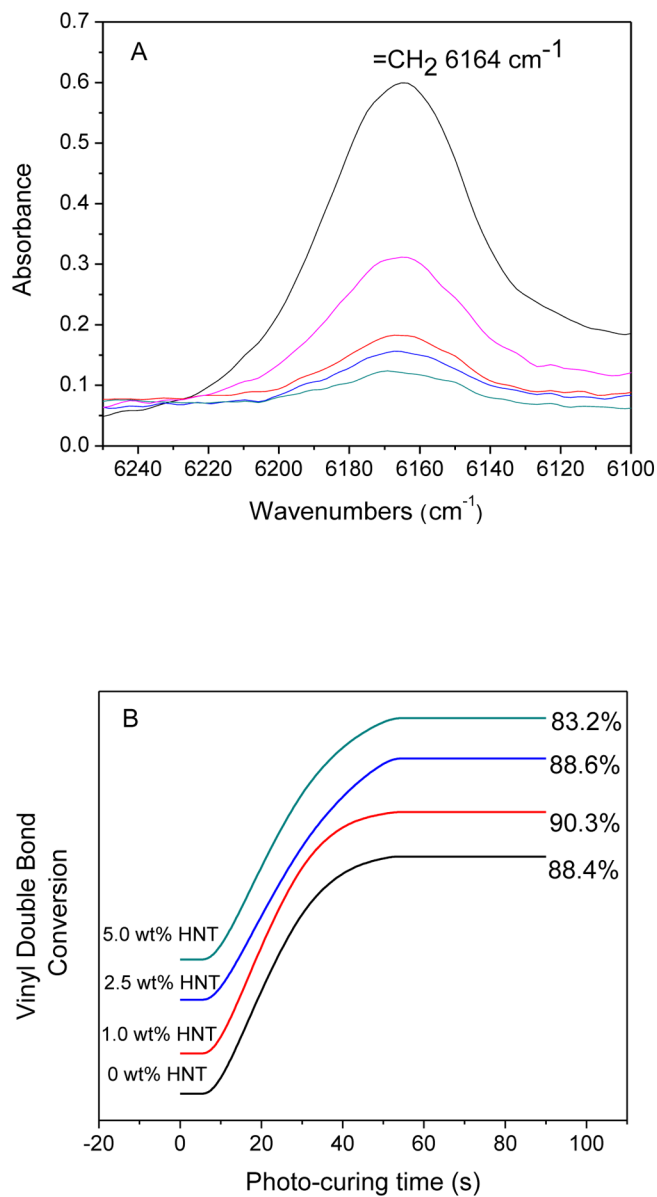 A
=CH₂ 6164 cm⁻¹
0.7
0.6
0.5
0.4
0.3
0.2
0.1
0.0
Absorbance
6240 6220 6200 6180 6160 6140 6120 6100
Wavenumbers (cm⁻¹)
B
83.2%
88.6%
90.3%
88.4%
5.0 wt% HNT
2.5 wt% HNT
1.0 wt% HNT
0 wt% HNT
Vinyl Double Bond
Conversion
-20 0 20 40 60 80 100
Photo-curing time (s)